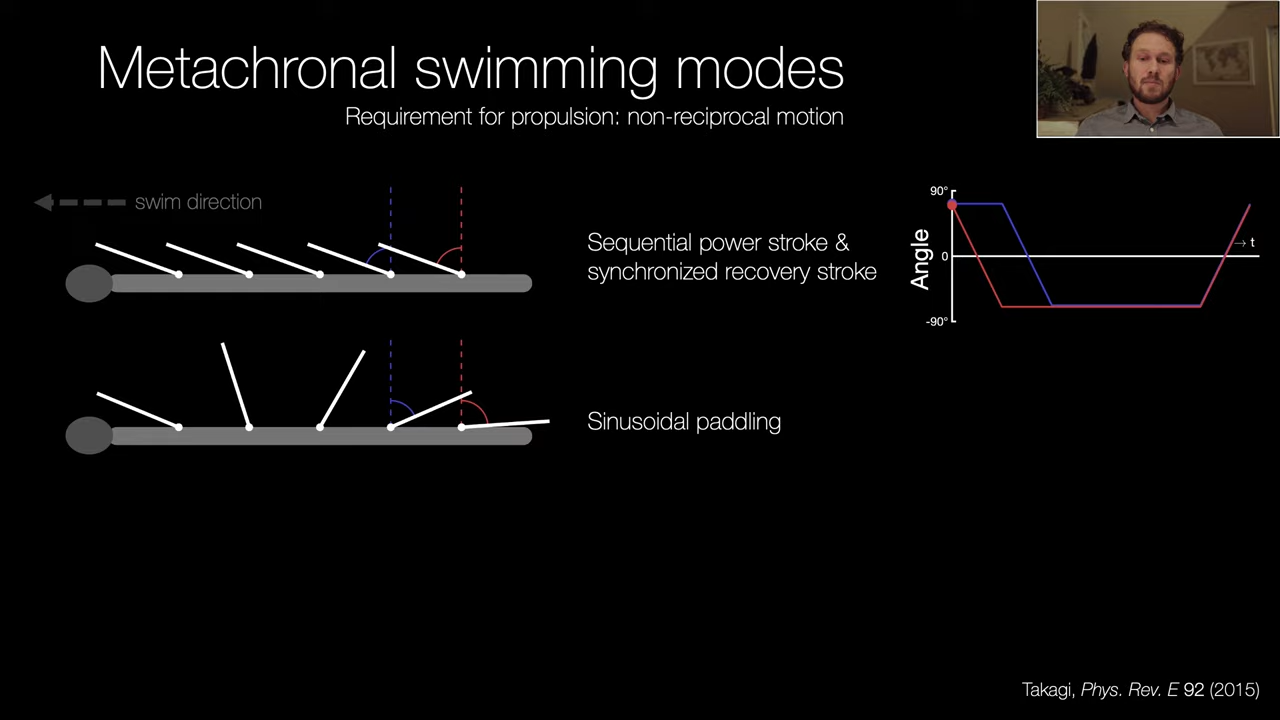 Metachronal swimming modes
Requirement for propulsion: non-reciprocal motion
swim direction
Sequential power stroke &
synchronized recovery stroke
90°
Angle
0
→ t
-90°
Sinusoidal paddling
Takagi, Phys. Rev. E 92 (2015)